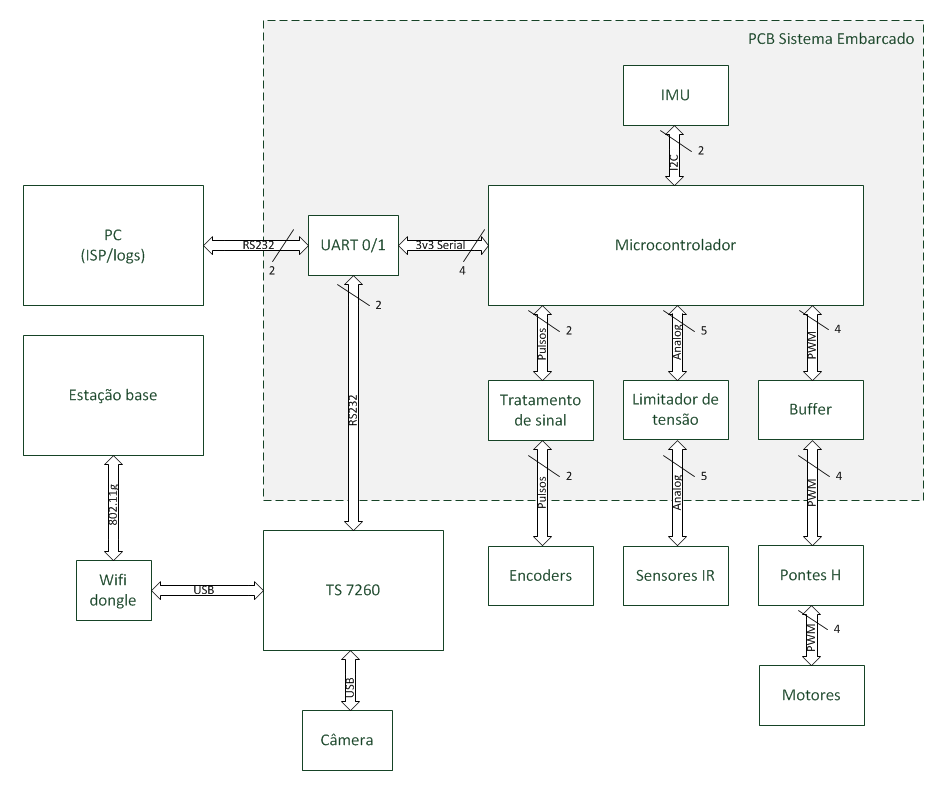 PCB Sistema Embarcado
IMU
I2C
2
PC
(ISP/logs)
RS232
2
UART 0/1
3v3 Serial
4
Microcontrolador
2
RS232
Pulsos
2
Analog
5
PWM
4
Estação base
Tratamento
de sinal
Limitador de
tensão
Buffer
802.11g
Pulsos
2
Analog
5
PWM
4
Wifi
dongle
USB
TS 7260
Encoders
Sensores IR
Pontes H
PWM
4
USB
Motores
Câmera